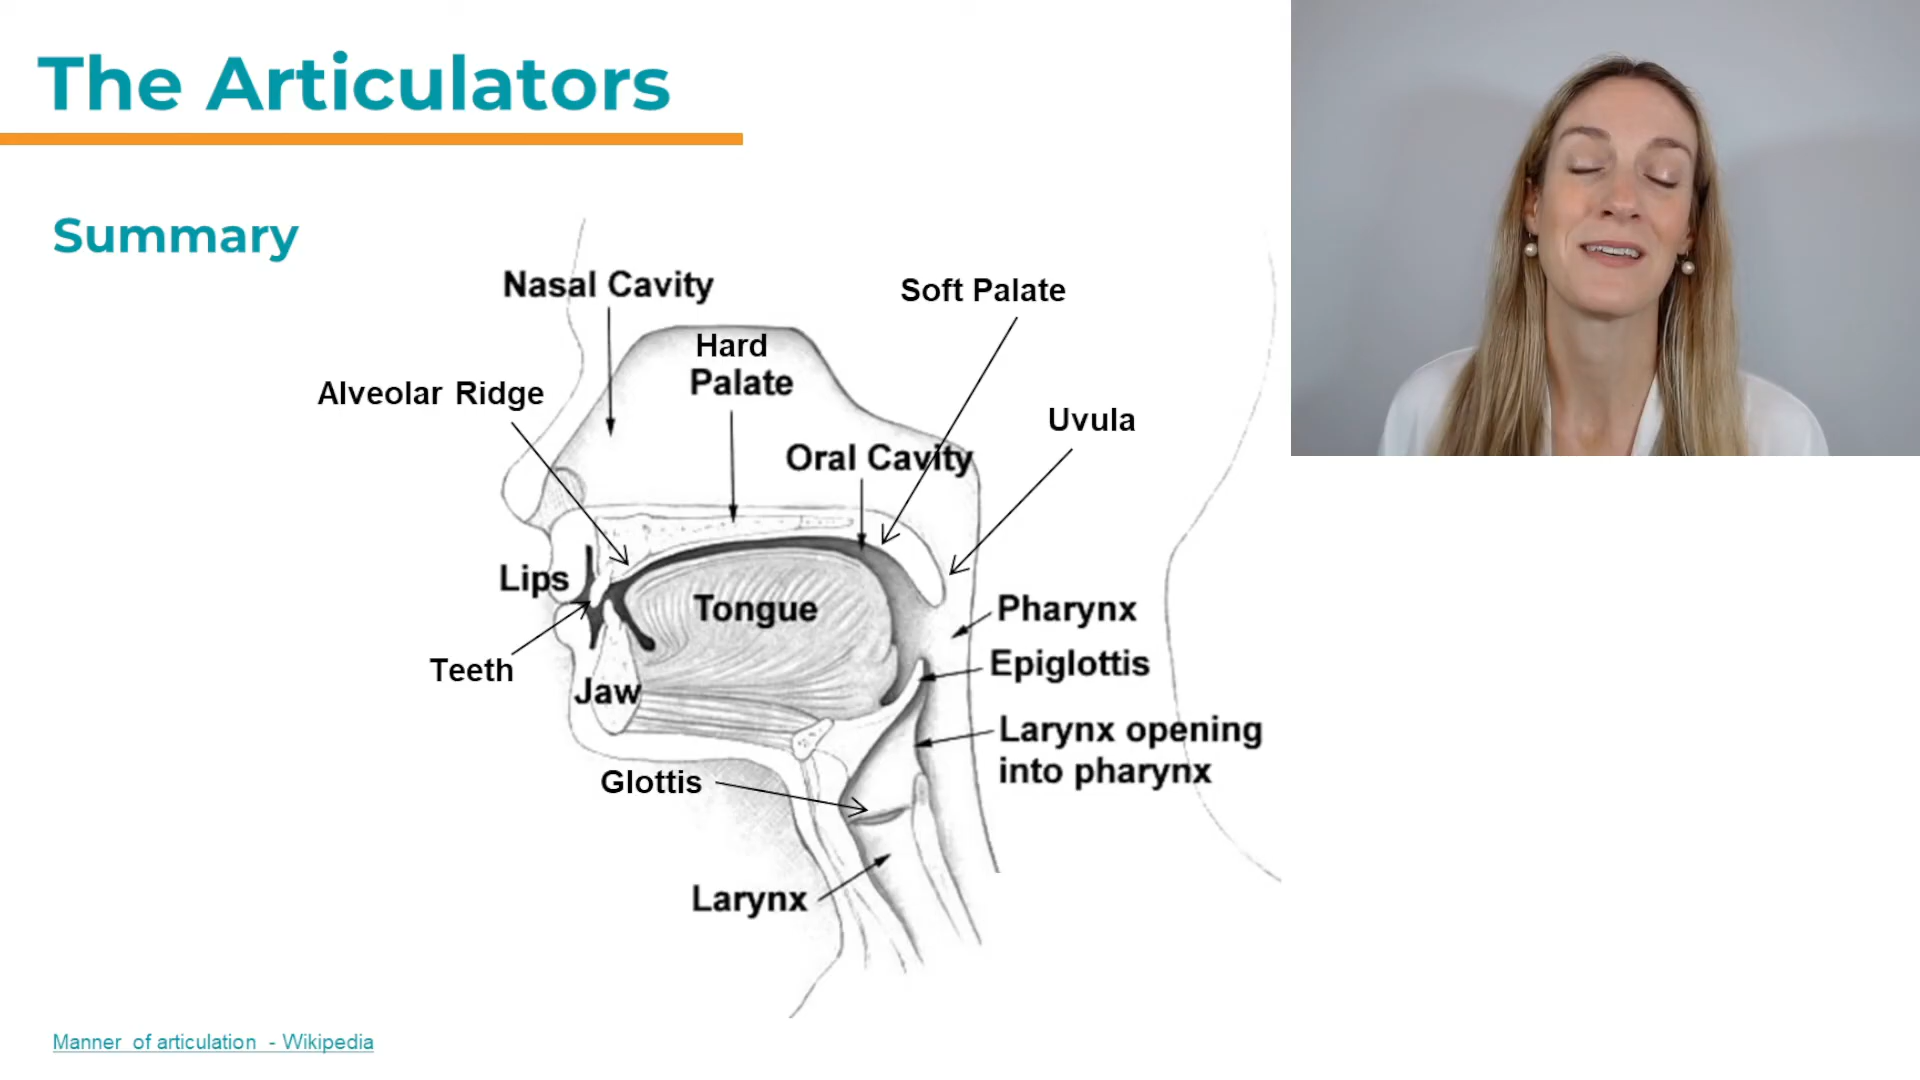 The Articulators
Summary
Nasal Cavity
Soft Palate
Hard
Palate
Alveolar Ridge
Uvula
Oral Cavity
Lips
Tongue
Pharynx
Teeth
Epiglottis
Jaw
Larynx opening
into pharynx
Glottis
Larynx
Manner of articulation - Wikipedia